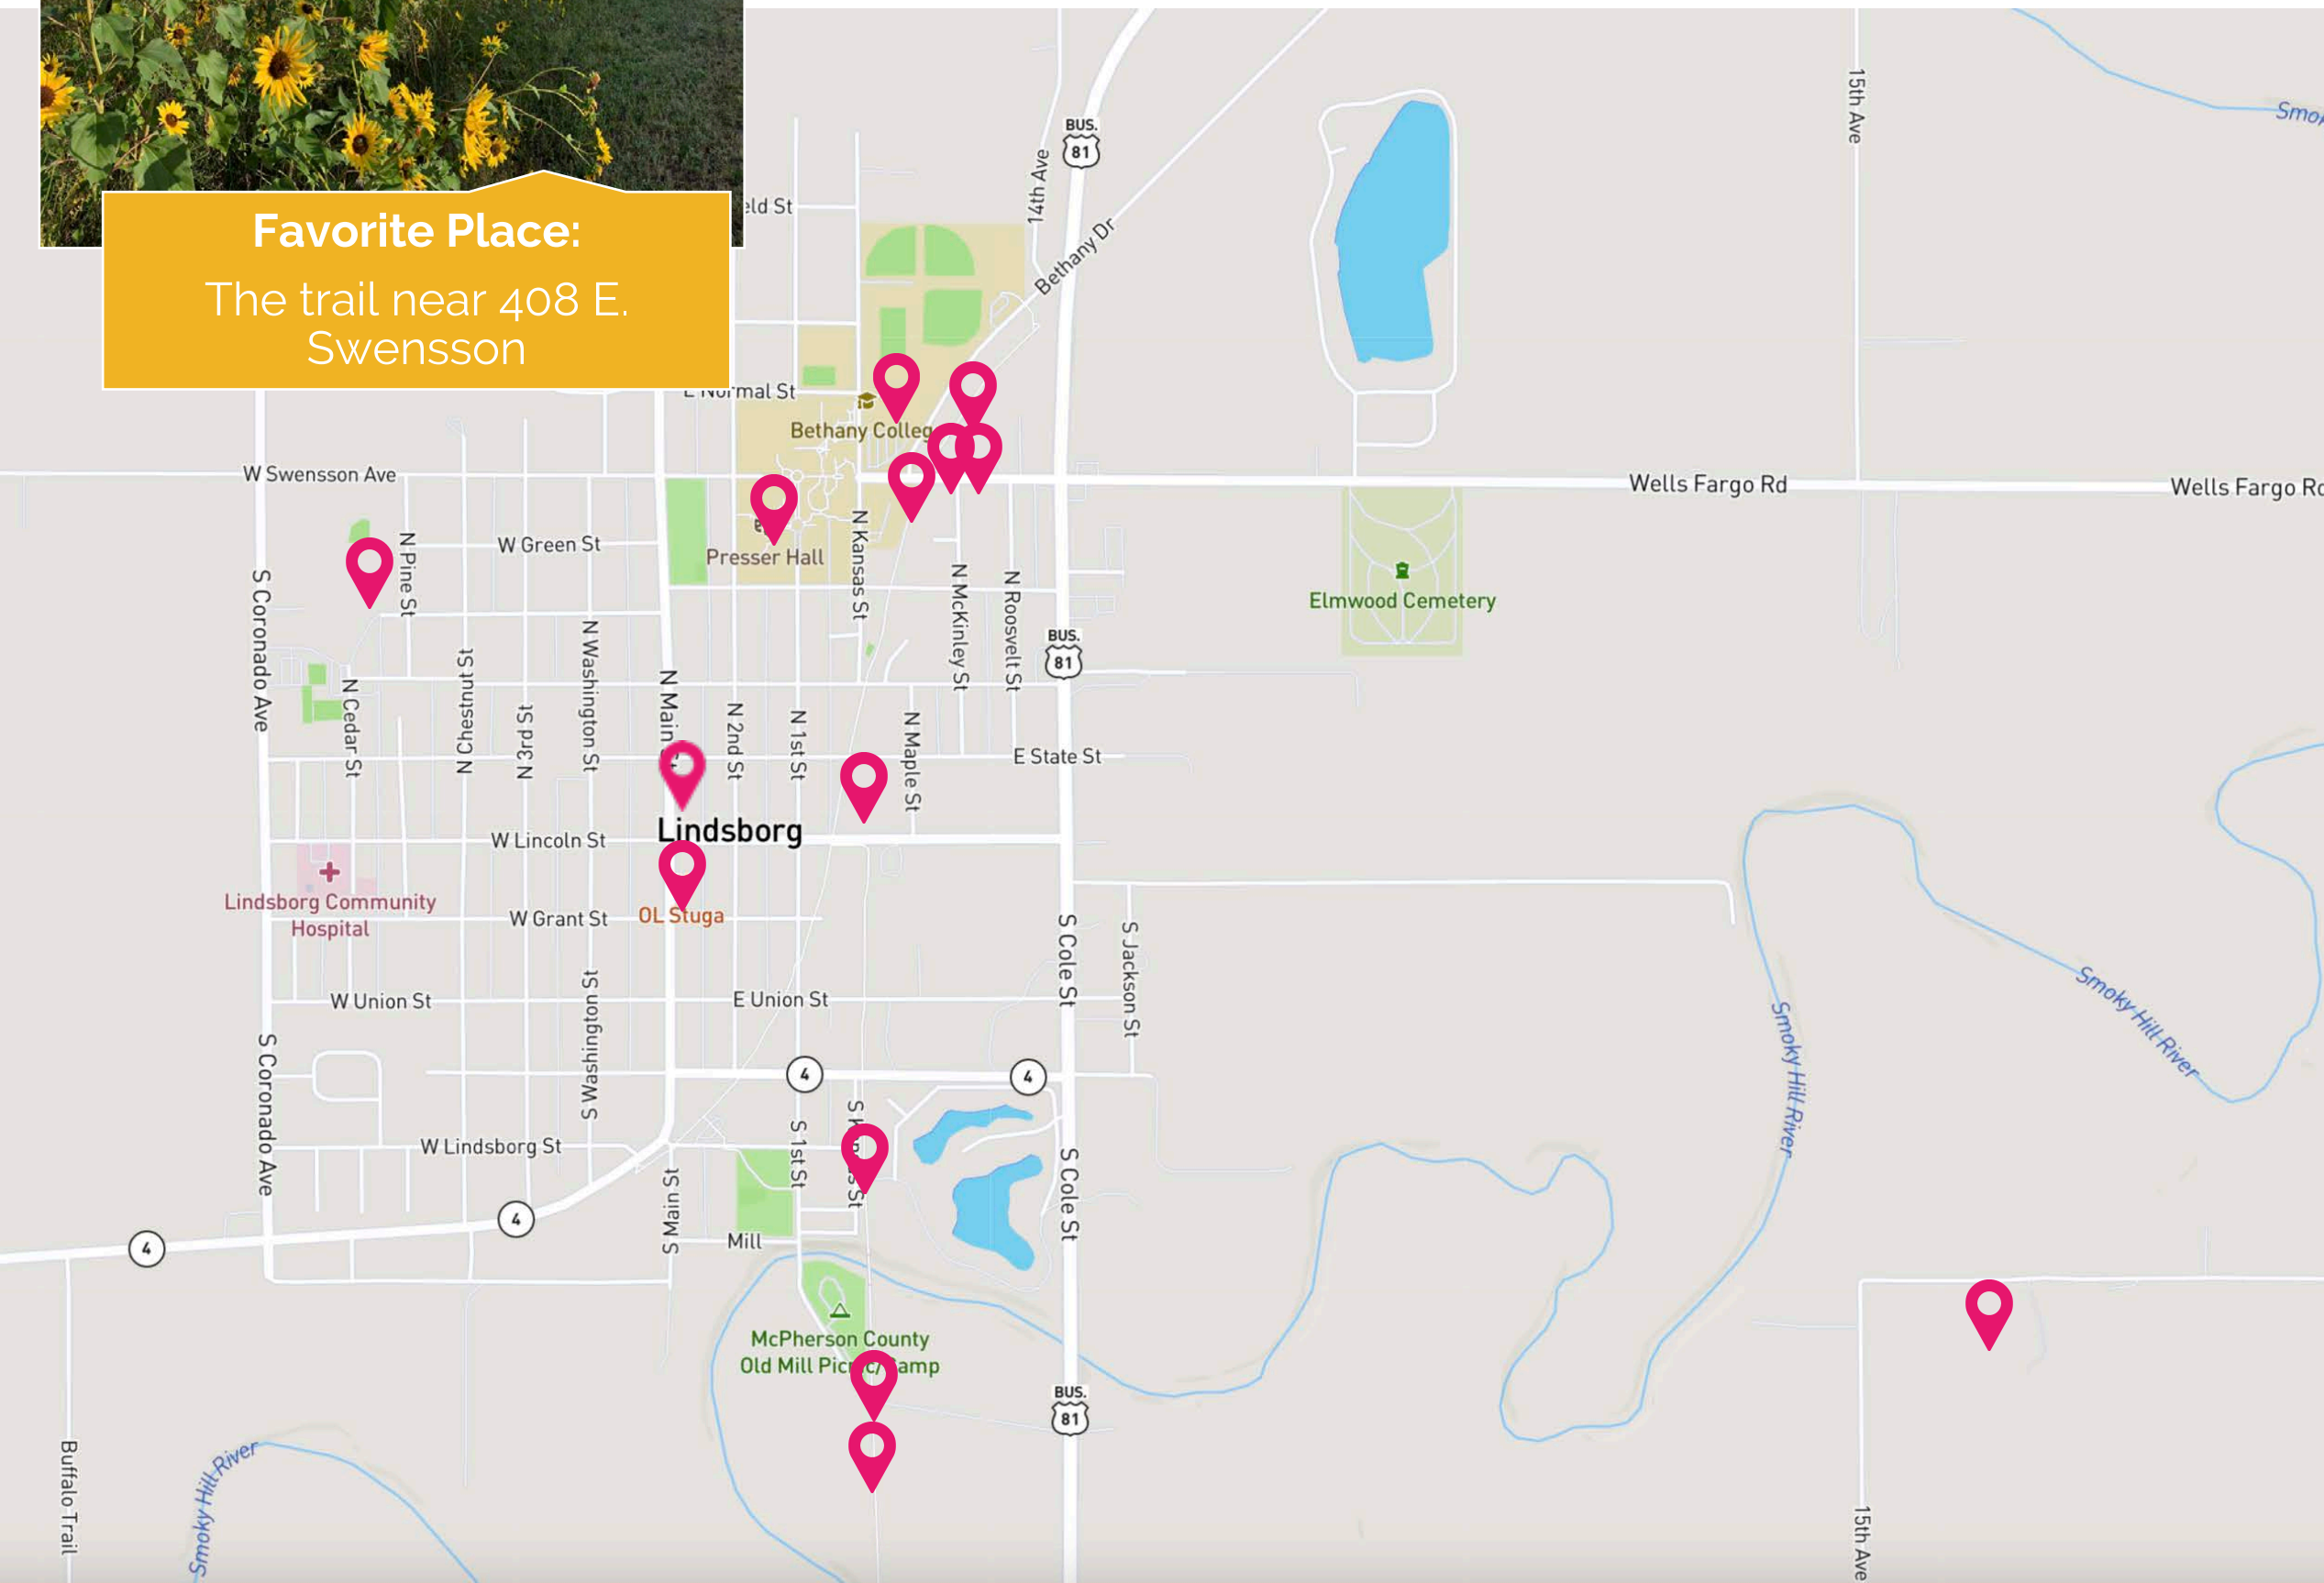 Favorite Place:
The trail near 408 E.
Swensson
eld St
E Normal St
Bethany Colleg
W Swensson Ave
BUS.
81
14th Ave
Bethany Dr
15th Ave
Smo
Wells Fargo Rd
Wells Fargo Rd
W Green St
N Pine St
Presser Hall
N Kansas St
N McKinley St
N Roosvelt St
Elmwood Cemetery
S Coronado Ave
BUS.
81
N Cedar St
N Chestnut St
N 3rd St
N Washington St
N Main
N 2nd St
N 1st St
N Maple St
E State St
Lindsborg
W Lincoln St
Lindsborg Community
Hospital
W Grant St
OL Stuga
S Cole St
S Jackson St
Smoky Hill River
Smoky Hill River
W Union St
E Union St
S Washington St
S Coronado Ave
4
4
W Lindsborg St
S 1st St
S Main St
S Cole St
4
4
Mill
McPherson County
Old Mill Picnic/Camp
BUS.
81
Buffalo Trail
Smoky Hill River
15th Ave